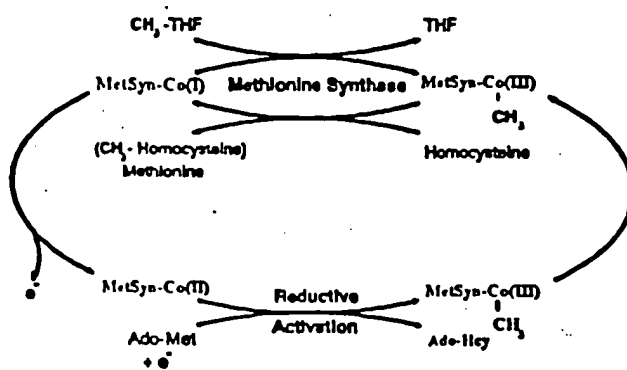 CH3-THF THF
MetSyn-Co(I) Methionine Synthase MetSyn-Co(III)
CH3
(CH3- Homocysteine) Homocysteine
Methionine
e-
MetSyn-Co(II) Reductive MetSyn-Co(III)
Activation CH3
Ado-Met Ado-Hcy
+ e-